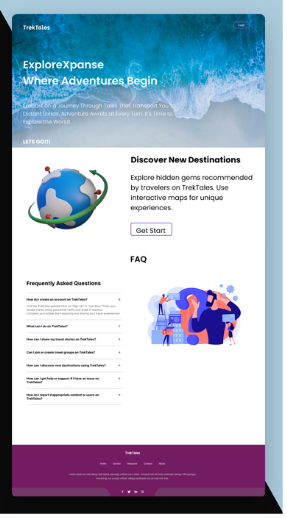 TrekTales
Login
ExploreXpanse
Where Adventures Begin
Embark on a Journey Through Tales That Transport You to
Distant Lands. Adventure Awaits at Every Turn. It's Time to
Explore the World!
LET'S GO!!!
Discover New Destinations
Explore hidden gems recommended
by travelers on TrekTales. Use
interactive maps for unique
experiences.
Get Start
FAQ
Frequently Asked Questions
How do I create an account on TrekTales?
What can I do on TrekTales?
How can I share my travel stories on TrekTales?
Can I join or create travel groups on TrekTales?
How can I discover new destinations using TrekTales?
How can I get help or support if I have an issue on
TrekTales?
How do I report inappropriate content or users on
TrekTales?
TrekTales
Home Service Resource Contact About